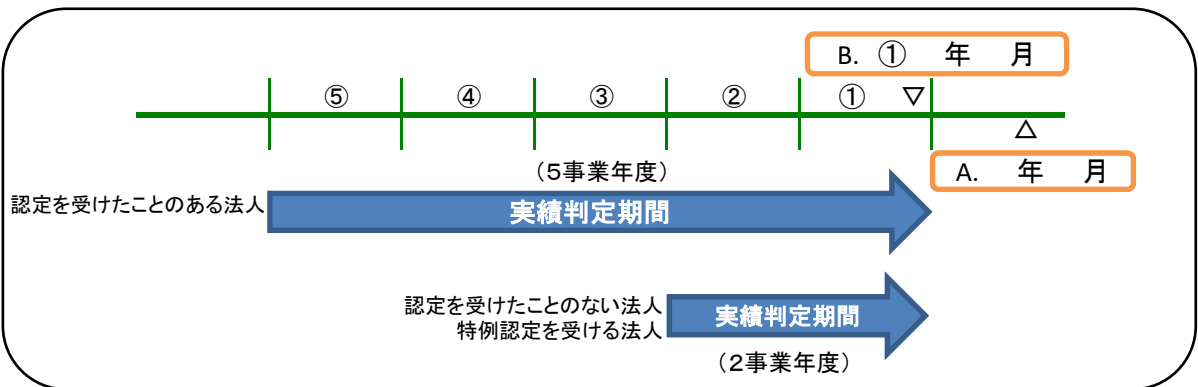 B. ① 年 月
⑤ ④ ③ ② ① ▽
△
(5事業年度)
A. 年 月
認定を受けたことのある法人
実績判定期間
認定を受けたことのない法人
特例認定を受ける法人
実績判定期間
(2事業年度)